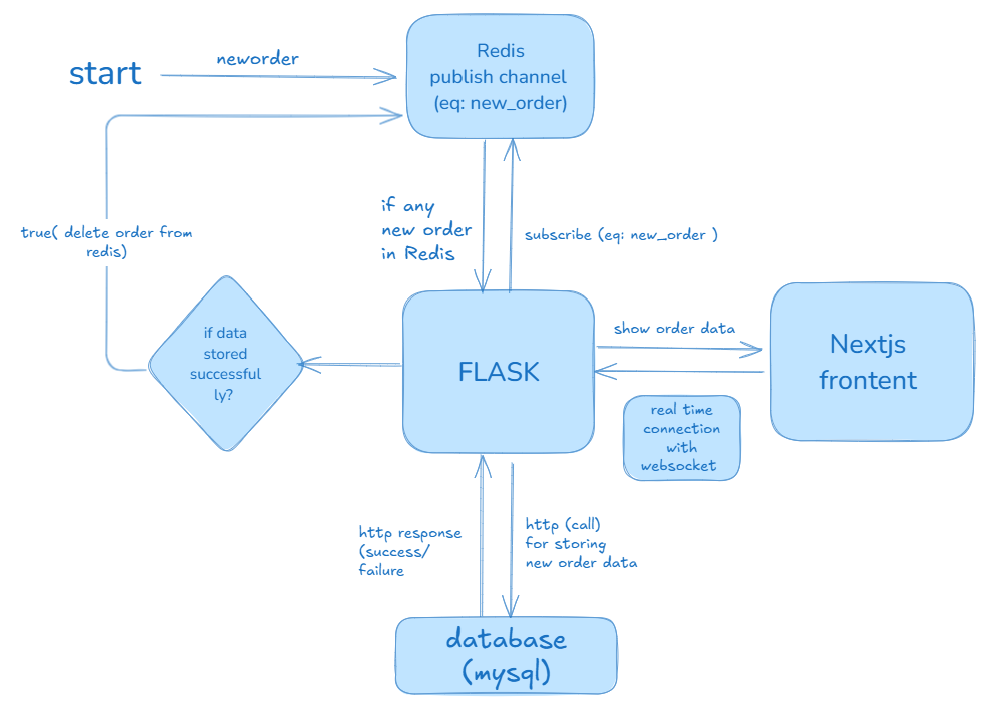 start
neworder
Redis
publish channel
(eq: new_order)
true( delete order from
redis)
if any
new order
in Redis
subscribe (eq: new_order )
if data
stored
successful
ly?
FLASK
show order data
Nextjs
frontent
real time
connection
with
websocket
http response
(success/
failure
http (call)
for storing
new order data
database
(mysql)